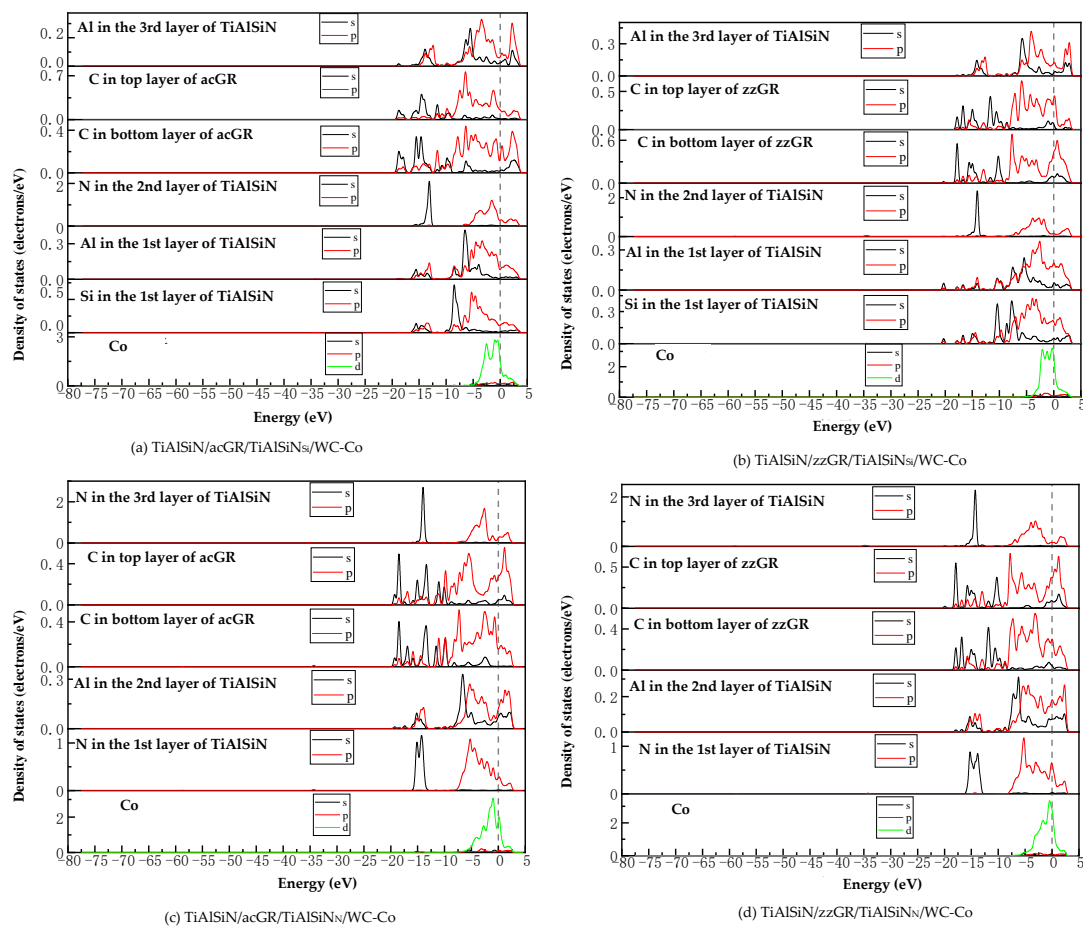 Density of states (electrons/eV)
Al in the 3rd layer of TiAlSiN
s
p
0.3
0.0
C in top layer of acGR
s
p
0.7
0.0
C in bottom layer of acGR
s
p
0.4
0.0
N in the 2nd layer of TiAlSiN
s
p
2
0
Al in the 1st layer of TiAlSiN
s
p
0.3
0.0
Si in the 1st layer of TiAlSiN
s
p
0.5
0.0
Co
s
p
d
3
0
-80 -75 -70 -65 -60 -55 -50 -45 -40 -35 -30 -25 -20 -15 -10 -5 0 5
Energy (eV)
(a) TiAlSiN/acGR/TiAlSiNSi/WC-Co
Density of states (electrons/eV)
Al in the 3rd layer of TiAlSiN
s
p
0.3
0.0
C in top layer of zzGR
s
p
0.5
0.0
C in bottom layer of zzGR
s
p
0.6
0.0
N in the 2nd layer of TiAlSiN
s
p
2
0
Al in the 1st layer of TiAlSiN
s
p
0.3
0.0
Si in the 1st layer of TiAlSiN
s
p
0.3
0.0
Co
s
p
d
2
0
-80 -75 -70 -65 -60 -55 -50 -45 -40 -35 -30 -25 -20 -15 -10 -5 0 5
Energy (eV)
(b) TiAlSiN/zzGR/TiAlSiNSi/WC-Co
Density of states (electrons/eV)
N in the 3rd layer of TiAlSiN
s
p
2
0
C in top layer of acGR
s
p
0.4
0.0
C in bottom layer of acGR
s
p
0.4
0.0
Al in the 2nd layer of TiAlSiN
s
p
0.3
0.0
N in the 1st layer of TiAlSiN
s
p
1
0
Co
s
p
d
2
0
-80 -75 -70 -65 -60 -55 -50 -45 -40 -35 -30 -25 -20 -15 -10 -5 0 5
Energy (eV)
(c) TiAlSiN/acGR/TiAlSiNN/WC-Co
Density of states (electrons/eV)
N in the 3rd layer of TiAlSiN
s
p
2
0
C in top layer of zzGR
s
p
0.5
0.0
C in bottom layer of zzGR
s
p
0.4
0.0
Al in the 2nd layer of TiAlSiN
s
p
0.2
0.0
N in the 1st layer of TiAlSiN
s
p
1
0
Co
s
p
d
2
0
-80 -75 -70 -65 -60 -55 -50 -45 -40 -35 -30 -25 -20 -15 -10 -5 0 5
Energy (eV)
(d) TiAlSiN/zzGR/TiAlSiNN/WC-Co